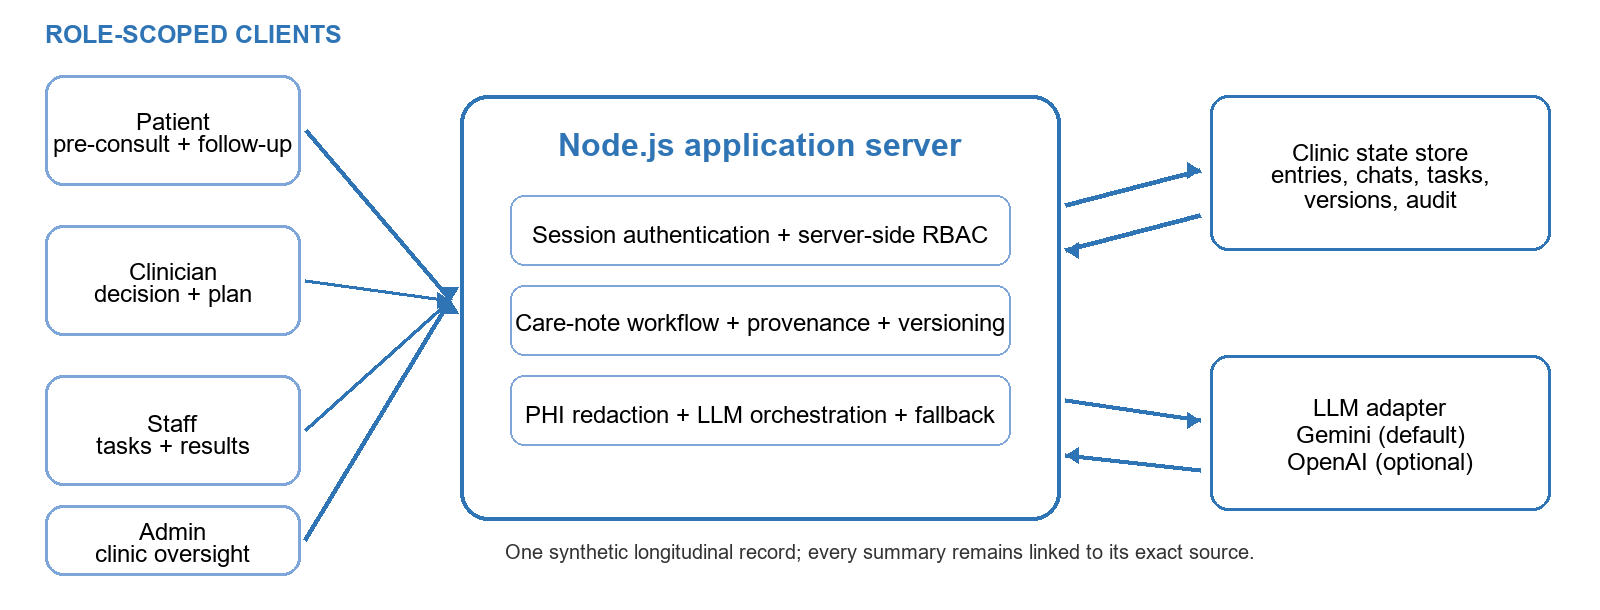 ROLE-SCOPED CLIENTS
Patient
pre-consult + follow-up
Clinician
decision + plan
Staff
tasks + results
Admin
clinic oversight
Node.js application server
Session authentication + server-side RBAC
Care-note workflow + provenance + versioning
PHI redaction + LLM orchestration + fallback
Clinic state store
entries, chats, tasks,
versions, audit
LLM adapter
Gemini (default)
OpenAI (optional)
One synthetic longitudinal record; every summary remains linked to its exact source.